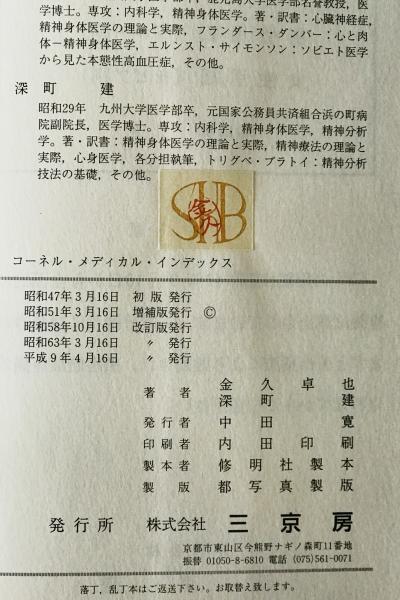 学博士。専攻：内科学，精神身体医学。著・訳書：心臓神経症，
精神身体医学の理論と実際，フランダース・ダンバー：心と肉
体－精神身体医学，エルンスト・サイモンソン：ソビエト医学
から見た本態性高血圧症，その他。
深町 建
昭和29年 九州大学医学部卒，元国家公務員共済組合浜の町病
院副院長，医学博士。専攻：内科学，精神身体医学，精神分析
学。著・訳書：精神身体医学の理論と実際，精神療法の理論と
実際，心身医学，各分担執筆，トリグベ・ブラトイ：精神分析
技法の基礎，その他。
SHB
コーネル・メディカル・インデックス
昭和47年3月16日 初版発行
昭和51年3月16日 増補版発行 Ⓒ
昭和58年10月16日 改訂版発行
昭和63年3月16日 〃 発行
平成9年4月16日 〃 発行
著者 金久卓也
深町建
発行者 中田寛
印刷者 内田印刷
製本者 修明社製本
製版 都写真製版
発行所 株式会社 三京房
京都市東山区今熊野ナギノ森町11番地
振替 01050-8-6810 電話 (075)561-0071
落丁，乱丁本はご返送下さい。お取替え致します。